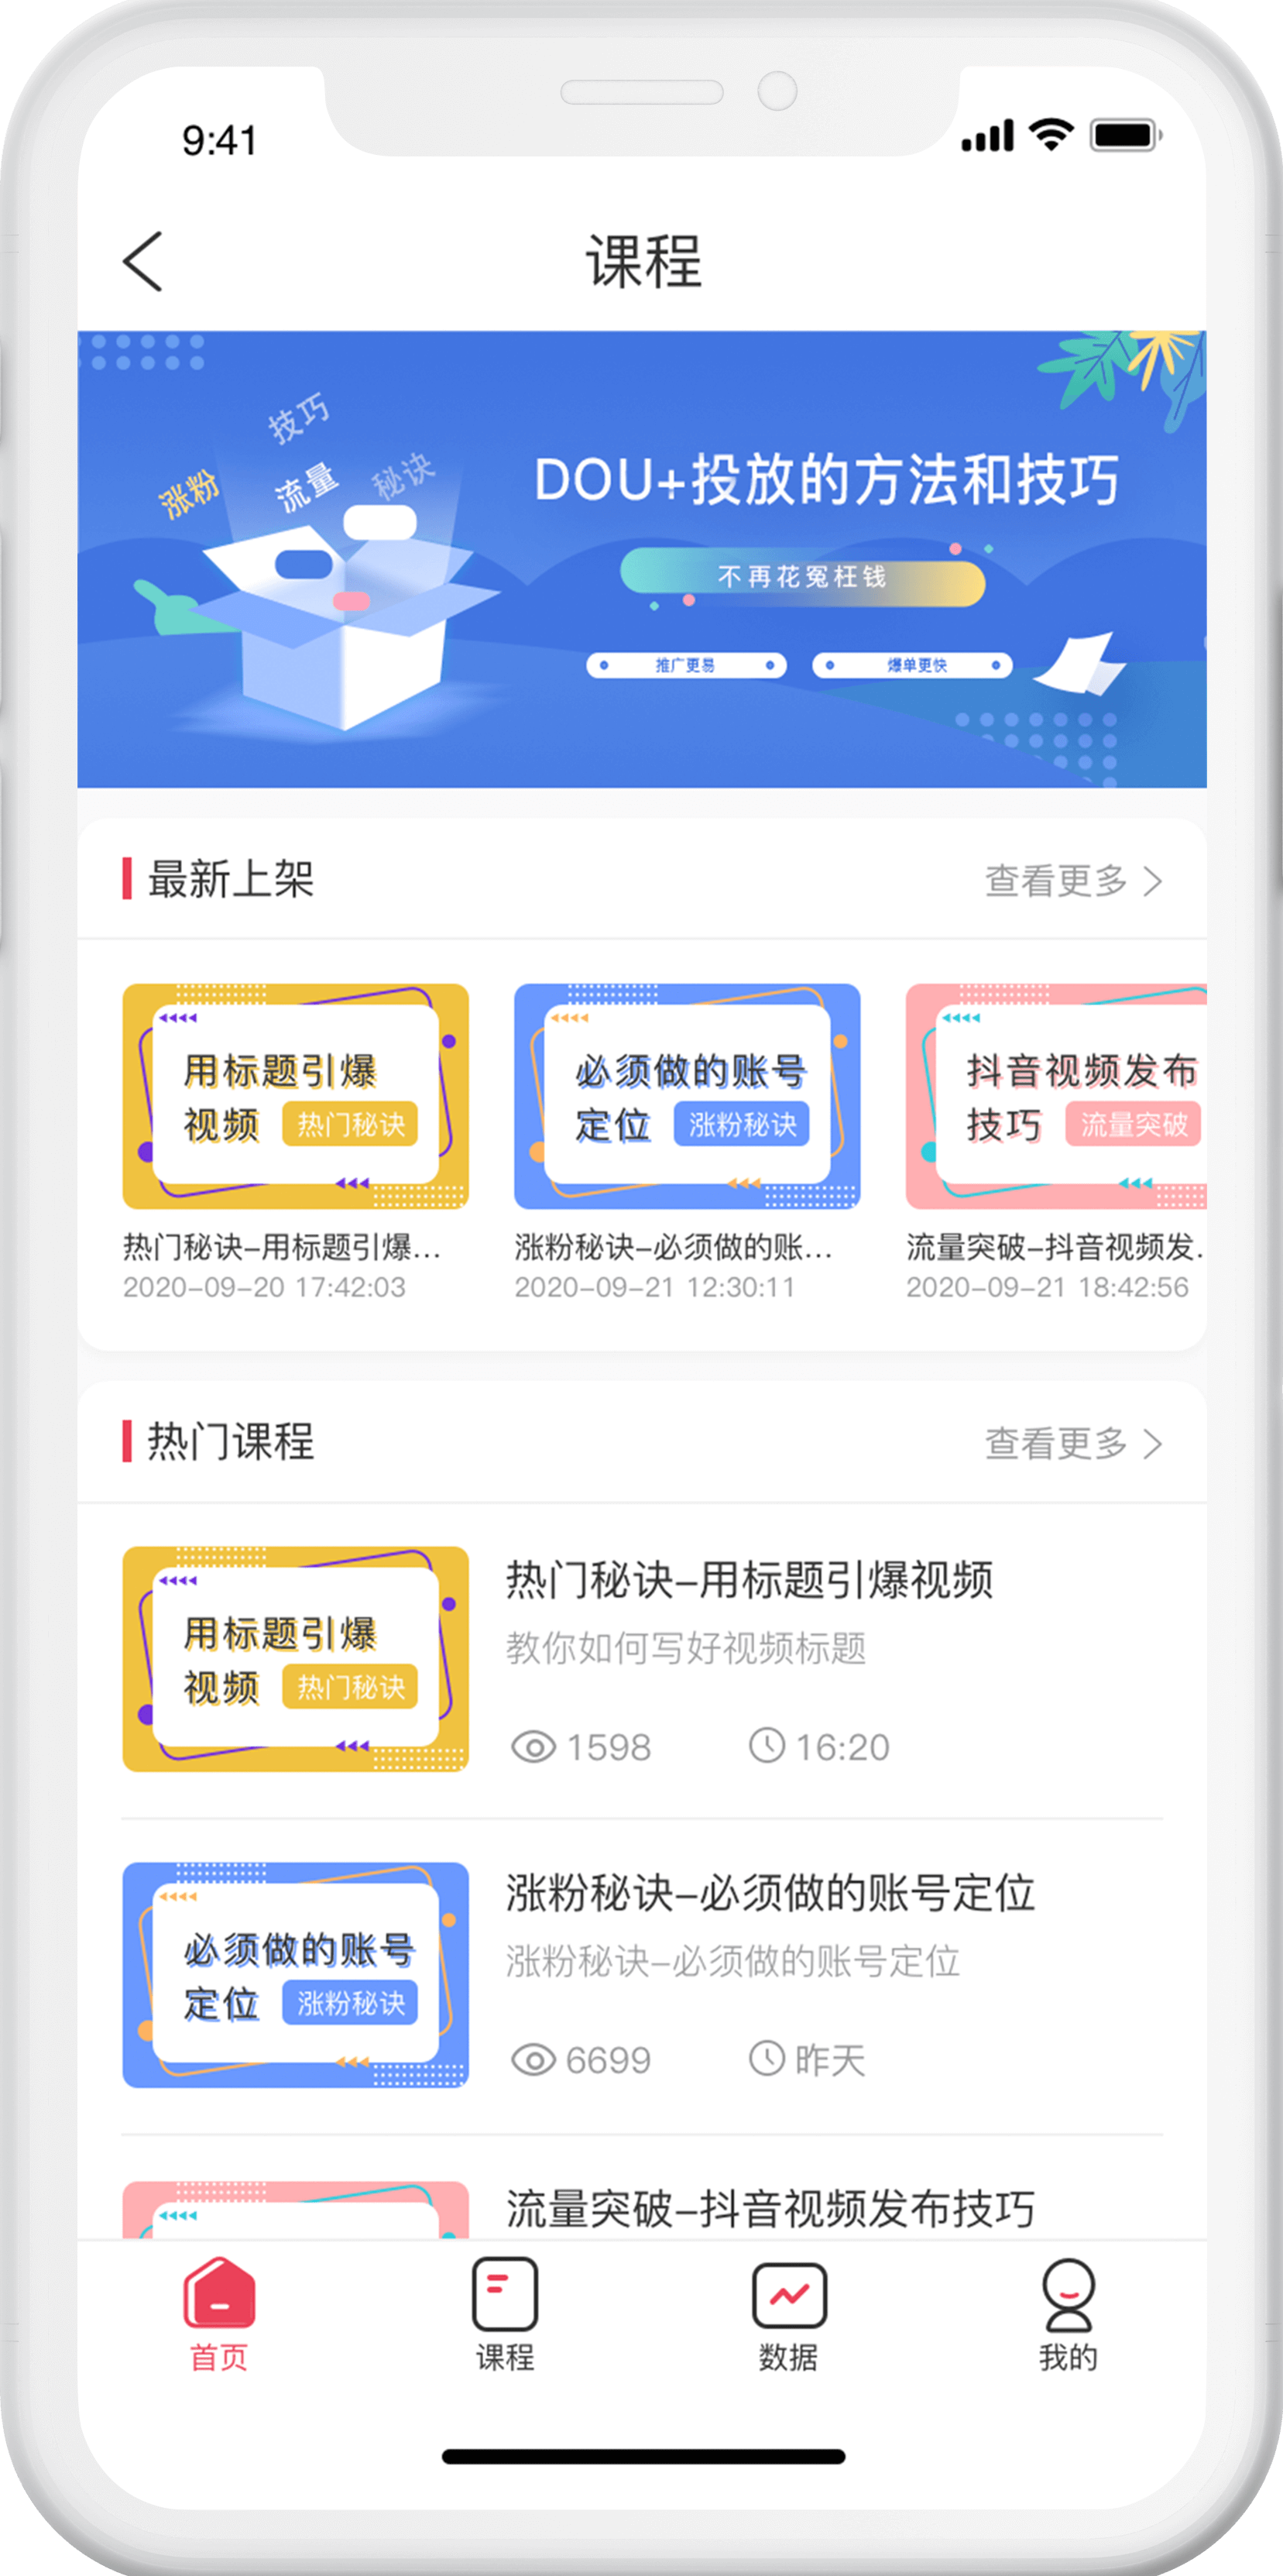 9:41
课程
技巧
涨粉
流量
秘诀
DOU+投放的方法和技巧
不再花冤枉钱
推广更易
爆单更快
最新上架
查看更多
用标题引爆
视频
热门秘诀
必须做的账号
定位
涨粉秘诀
抖音视频发布
技巧
流量突破
热门秘诀-用标题引爆...
涨粉秘诀-必须做的账...
流量突破-抖音视频发.
2020-09-20 17:42:03
2020-09-21 12:30:11
2020-09-21 18:42:56
热门课程
查看更多
用标题引爆
视频
热门秘诀
热门秘诀-用标题引爆视频
教你如何写好视频标题
1598
16:20
必须做的账号
定位
涨粉秘诀
涨粉秘诀-必须做的账号定位
涨粉秘诀-必须做的账号定位
6699
昨天
流量突破-抖音视频发布技巧
首页
课程
数据
我的